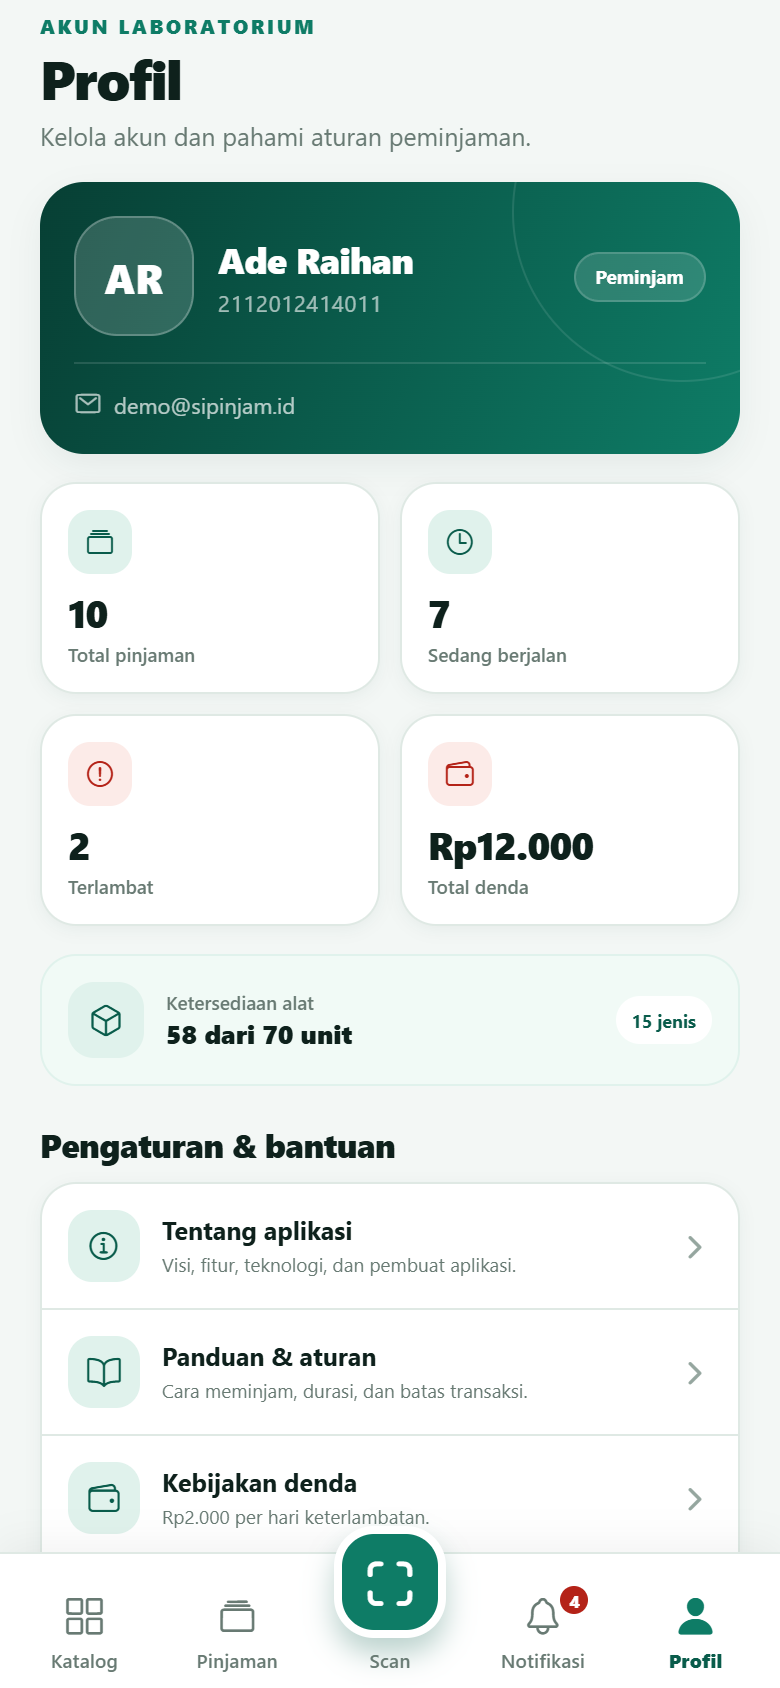 AKUN LABORATORIUM
Profil
Kelola akun dan pahami aturan peminjaman.
AR
Ade Raihan
2112012414011
Peminjam
demo@sipinjam.id
10
Total pinjaman
7
Sedang berjalan
2
Terlambat
Rp12.000
Total denda
Ketersediaan alat
58 dari 70 unit
15 jenis
Pengaturan & bantuan
Tentang aplikasi
Visi, fitur, teknologi, dan pembuat aplikasi.
Panduan & aturan
Cara meminjam, durasi, dan batas transaksi.
Kebijakan denda
Rp2.000 per hari keterlambatan.
Katalog
Pinjaman
Scan
4
Notifikasi
Profil